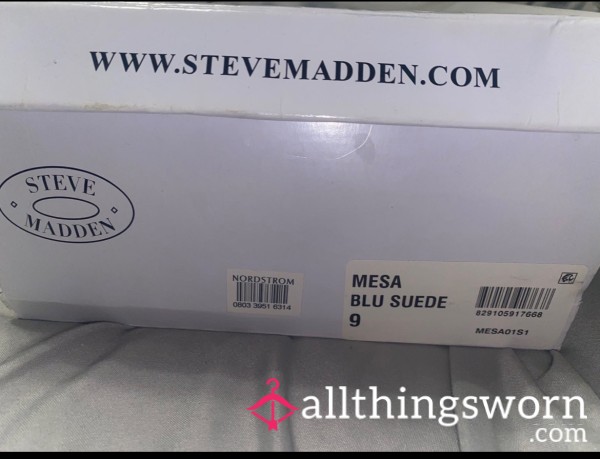 WWW.STEVEMADDEN.COM
STEVE
MADDEN
NORDSTROM
0803 3951 6314
MESA
BLU SUEDE
9
829105917668
MESA01S1
allthingsworn
.com